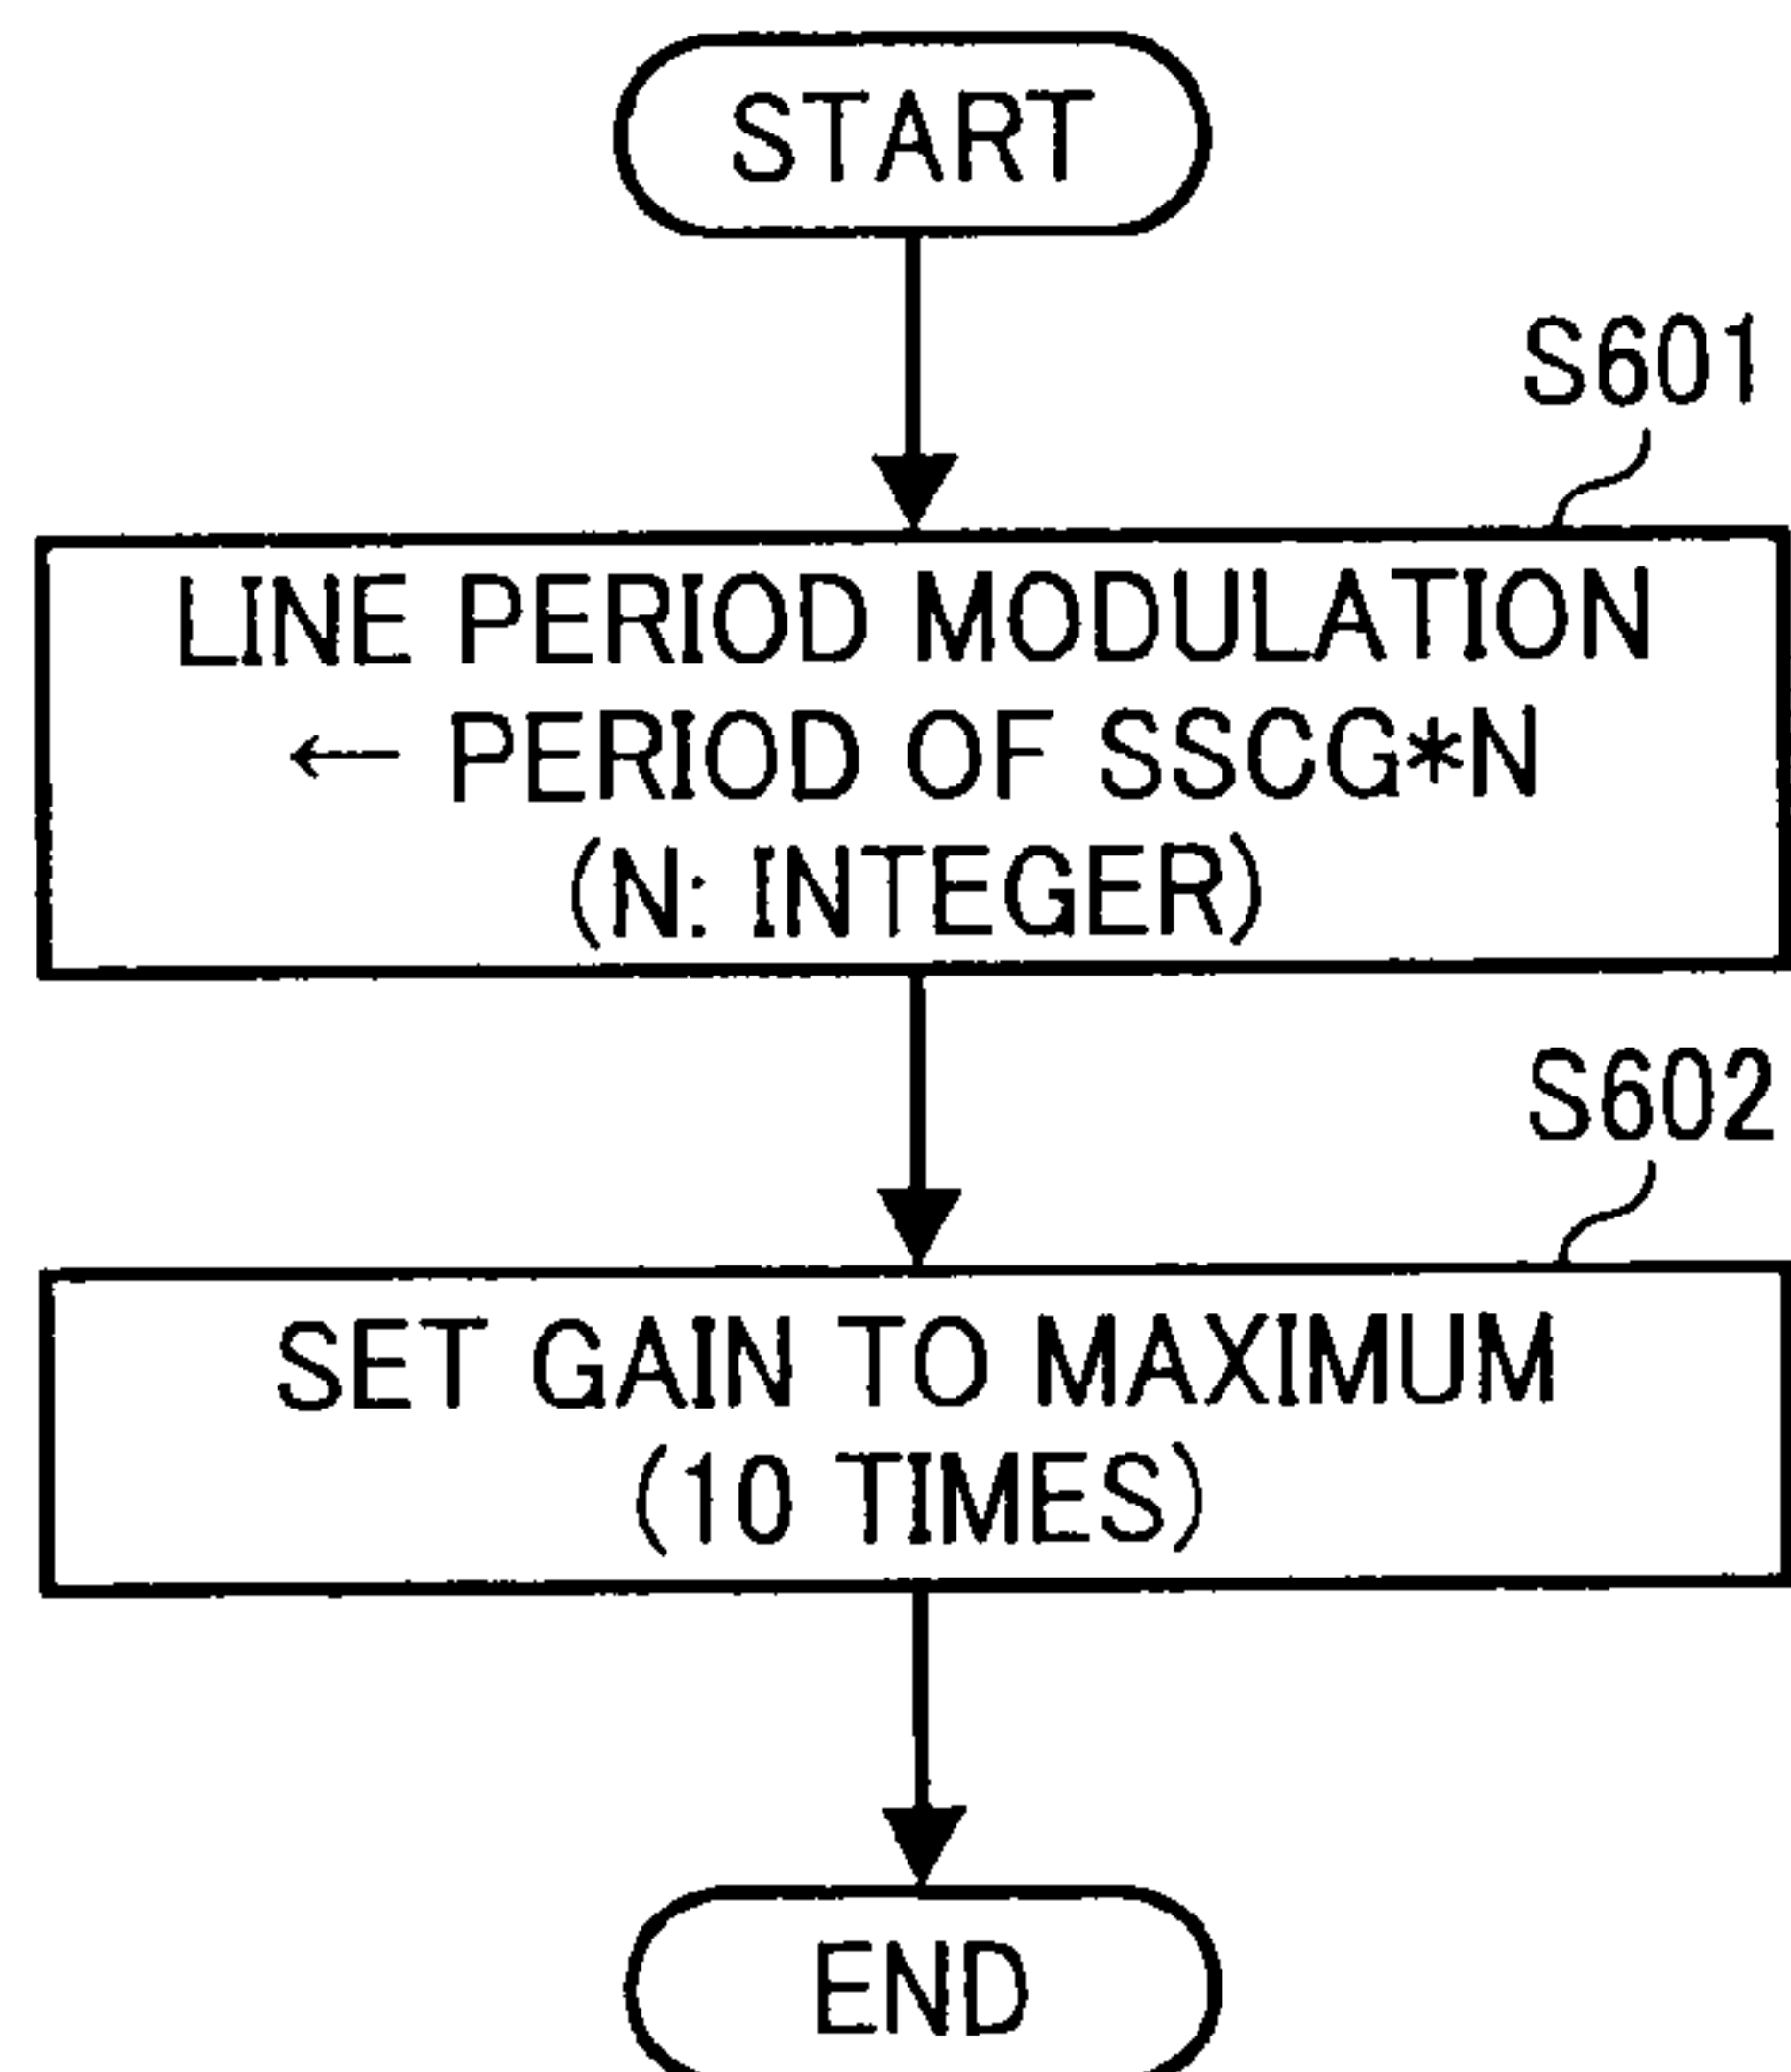 START
S601
LINE PERIOD MODULATION
← PERIOD OF SSCG*N
(N: INTEGER)
S602
SET GAIN TO MAXIMUM
(10 TIMES)
END